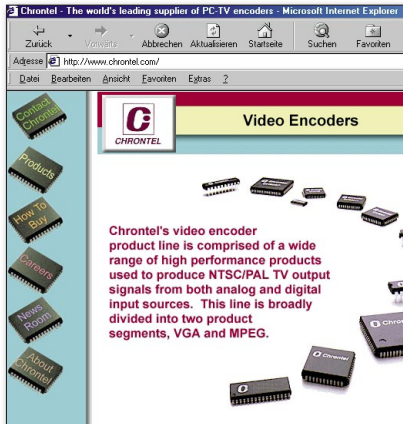 Chrontel - The world's leading supplier of PC-TV encoders - Microsoft Internet Explorer
Zurück Vorwärts Abbrechen Aktualisieren Startseite Suchen Favoriten
Adresse http://www.chrontel.com/
Datei Bearbeiten Ansicht Favoriten Extras ?
Contact
Chrontel
Products
How To
Buy
Careers
News
Room
About
Chrontel
CHRONTEL
Video Encoders
Chrontel's video encoder
product line is comprised of a wide
range of high performance products
used to produce NTSC/PAL TV output
signals from both analog and digital
input sources. This line is broadly
divided into two product
segments, VGA and MPEG.
Chrontel
Chrontel
Chrontel